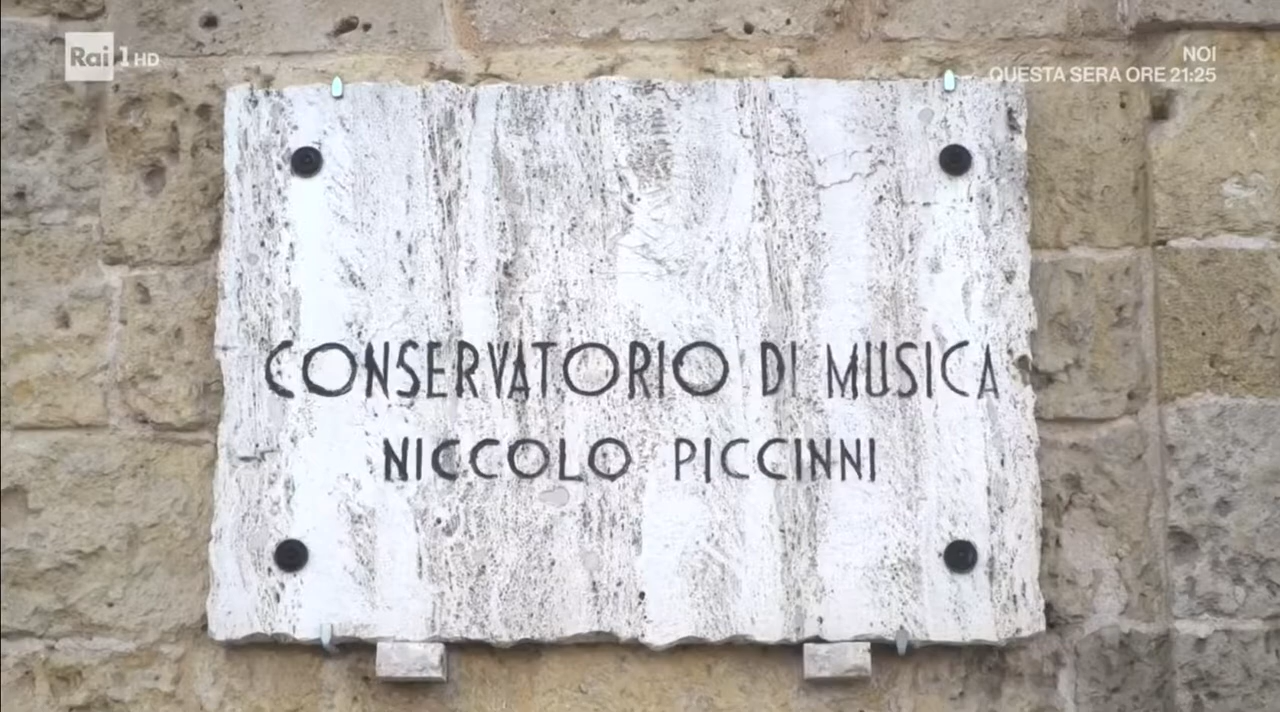 Rai 1 HD
NOI
QUESTA SERA ORE 21:25
CONSERVATORIO DI MUSICA
NICCOLO PICCINNI